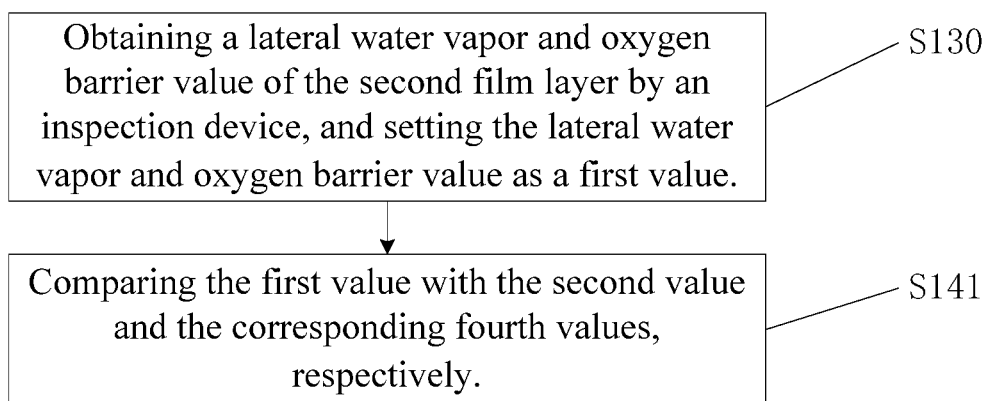 Obtaining a lateral water vapor and oxygen
barrier value of the second film layer by an
inspection device, and setting the lateral water
vapor and oxygen barrier value as a first value.
S130
Comparing the first value with the second value
and the corresponding fourth values,
respectively.
S141